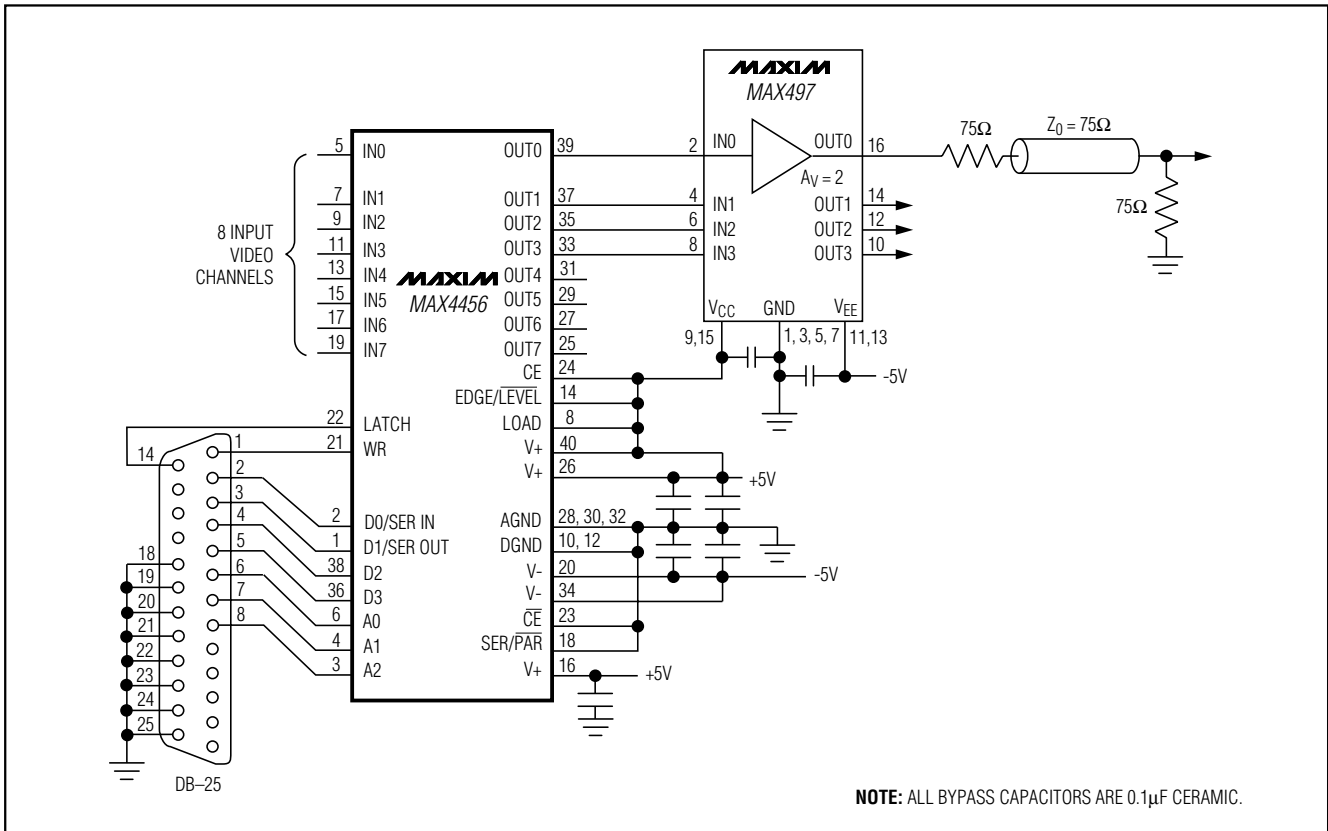 MAXIM
MAX497
2 IN0 OUT0 16
AV = 2
4 IN1 OUT1 14
6 IN2 OUT2 12
8 IN3 OUT3 10
VCC GND VEE
9,15 1, 3, 5, 7 11,13
-5V
75Ω
Z0 = 75Ω
75Ω
8 INPUT
VIDEO
CHANNELS
MAXIM
MAX4456
5 IN0 OUT0 39
7 IN1 OUT1 37
9 IN2 OUT2 35
11 IN3 OUT3 33
13 IN4 OUT4 31
15 IN5 OUT5 29
17 IN6 OUT6 27
19 IN7 OUT7 25
CE 24
EDGE/LEVEL 14
22 LATCH LOAD 8
21 WR V+ 40
V+ 26
+5V
2 D0/SER IN AGND 28, 30, 32
1 D1/SER OUT DGND 10, 12
38 D2 V- 20
-5V
36 D3 V- 34
6 A0 CE 23
4 A1 SER/PAR 18
3 A2 V+ 16
+5V
14 1
2
3
4
18 5
19 6
20 7
21 8
22
23
24
25
DB–25
NOTE: ALL BYPASS CAPACITORS ARE 0.1µF CERAMIC.